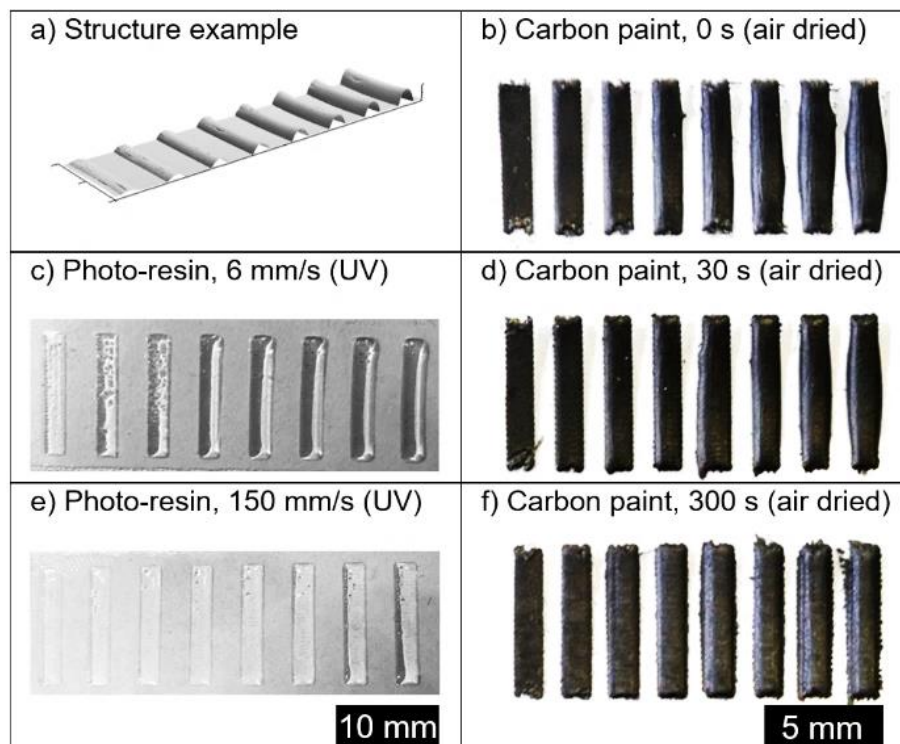 a) Structure example
b) Carbon paint, 0 s (air dried)
c) Photo-resin, 6 mm/s (UV)
d) Carbon paint, 30 s (air dried)
e) Photo-resin, 150 mm/s (UV)
f) Carbon paint, 300 s (air dried)
10 mm
5 mm